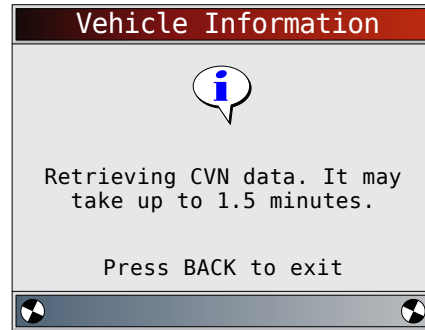 Vehicle Information
i
Retrieving CVN data. It may
take up to 1.5 minutes.
Press BACK to exit